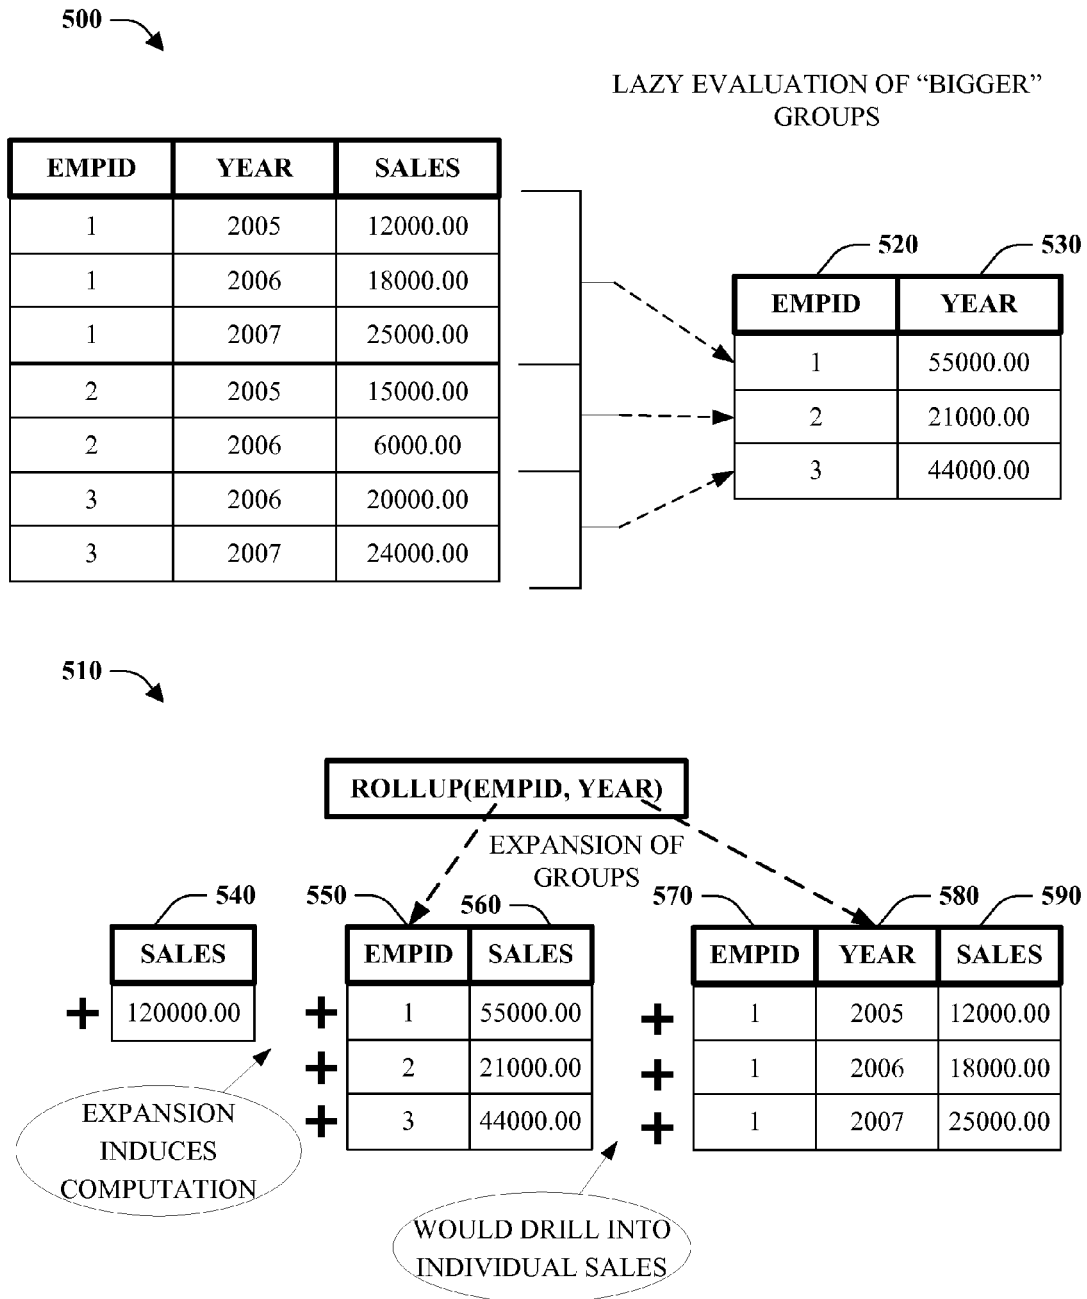 500
LAZY EVALUATION OF “BIGGER”
GROUPS
EMPID YEAR SALES
1 2005 12000.00
1 2006 18000.00
1 2007 25000.00
2 2005 15000.00
2 2006 6000.00
3 2006 20000.00
3 2007 24000.00
520 530
EMPID YEAR
1 55000.00
2 21000.00
3 44000.00
510
ROLLUP(EMPID, YEAR)
EXPANSION OF
GROUPS
540
SALES
+ 120000.00
550 560
EMPID SALES
+ 1 55000.00
+ 2 21000.00
+ 3 44000.00
570 580 590
EMPID YEAR SALES
+ 1 2005 12000.00
+ 1 2006 18000.00
+ 1 2007 25000.00
EXPANSION
INDUCES
COMPUTATION
WOULD DRILL INTO
INDIVIDUAL SALES